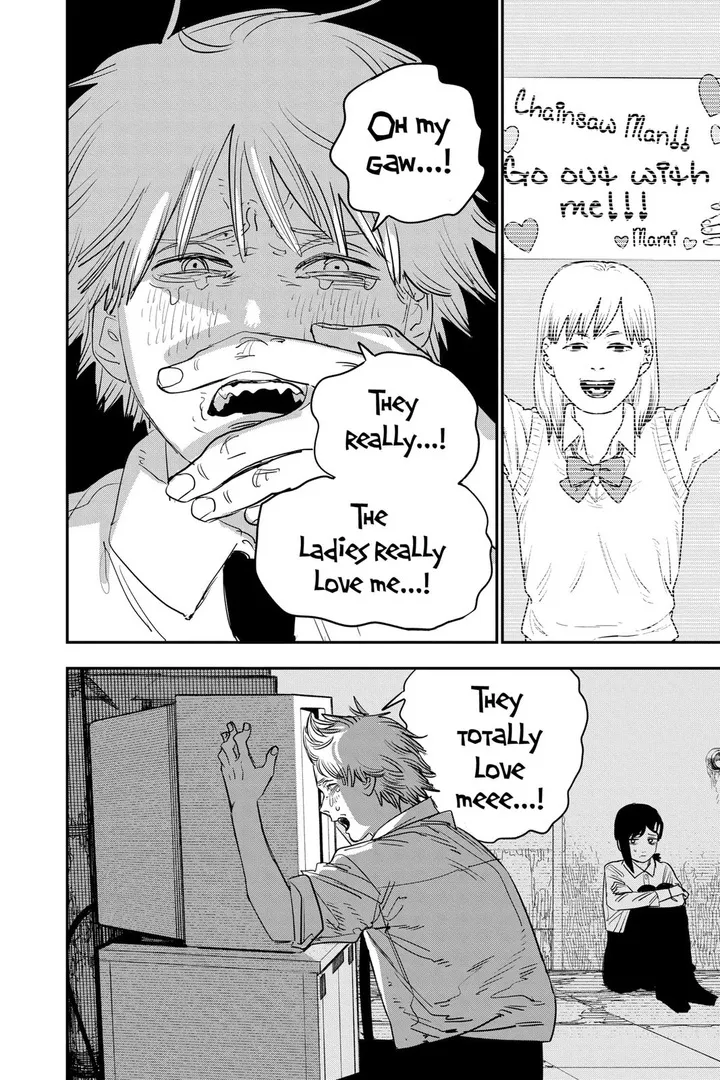 Chainsaw Man!!
Go out with
me!!!
Mami
Oh my
gaw...!
They
really...!
The
ladies really
love me...!
They
totally
love
meee...!